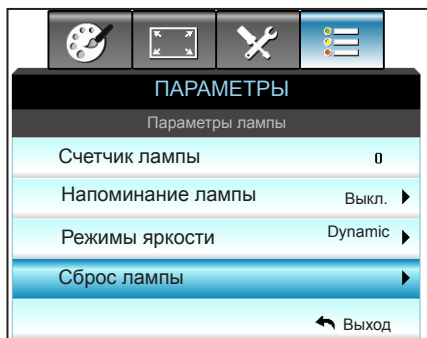 ПАРАМЕТРЫ
Параметры лампы
Счетчик лампы 0
Напоминание лампы Выкл.
Режимы яркости Dynamic
Сброс лампы
Выход